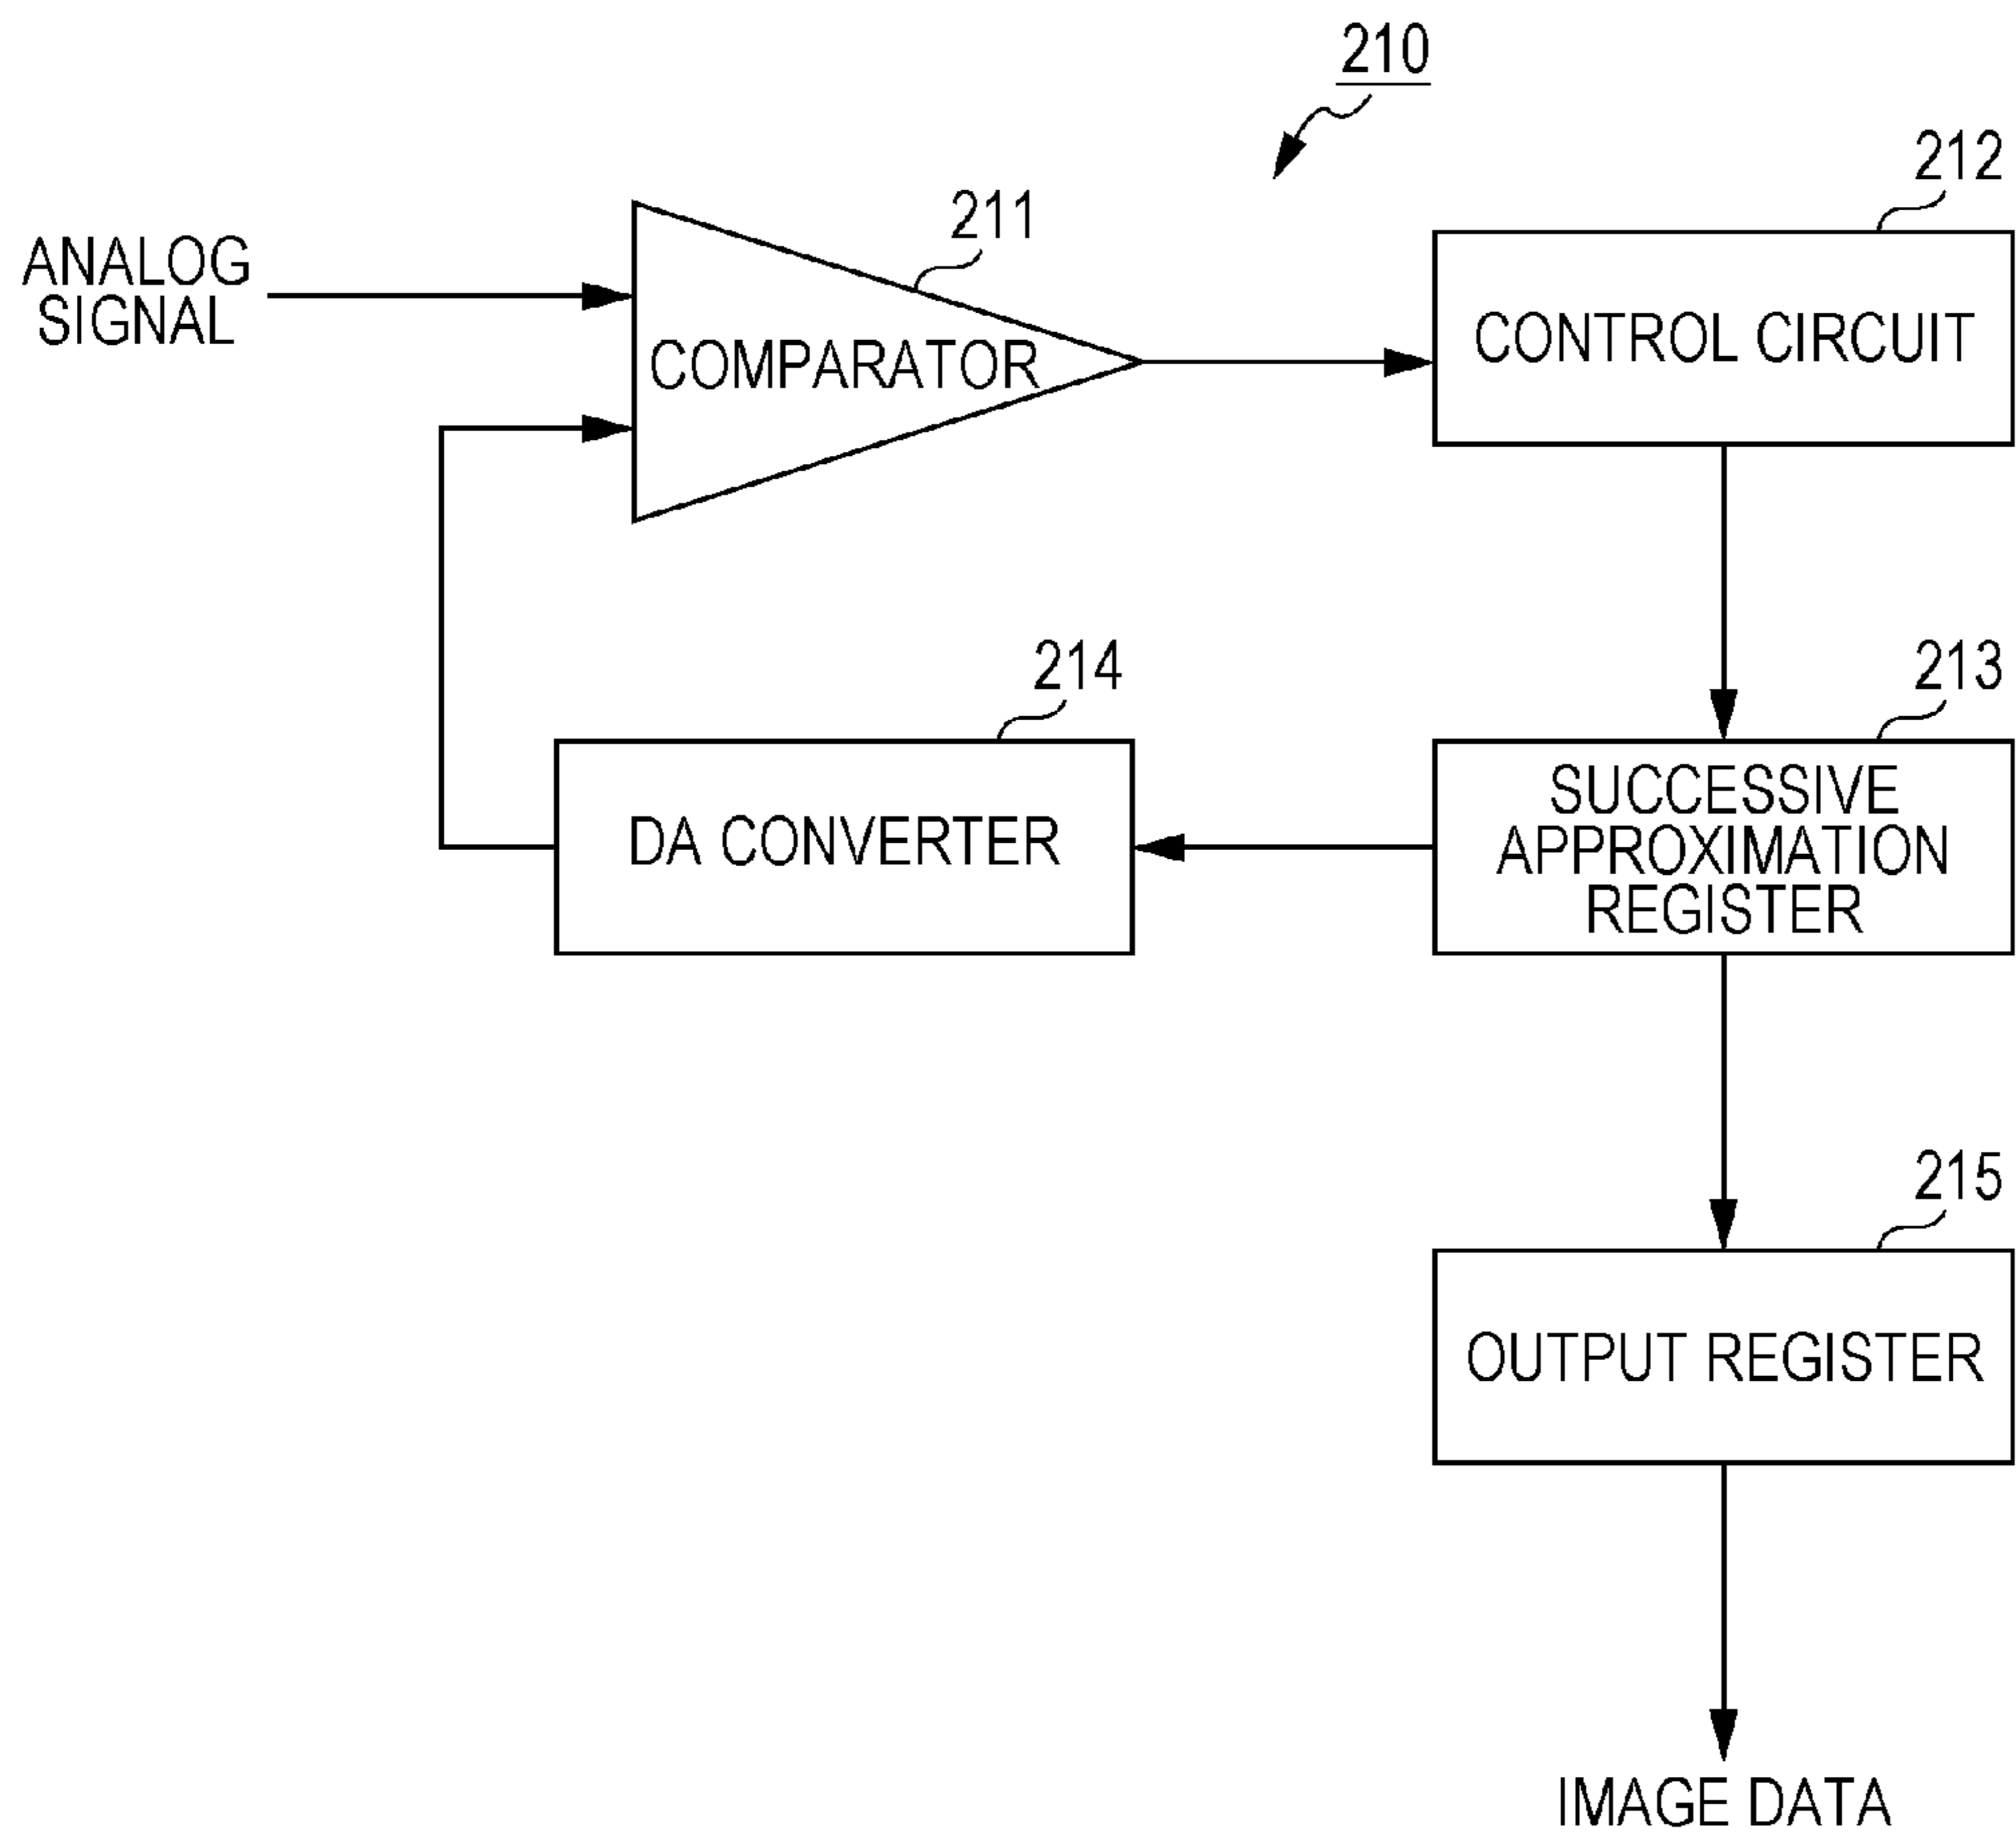 210
212
211
ANALOG
SIGNAL
COMPARATOR
CONTROL CIRCUIT
214
213
DA CONVERTER
SUCCESSIVE
APPROXIMATION
REGISTER
215
OUTPUT REGISTER
IMAGE DATA